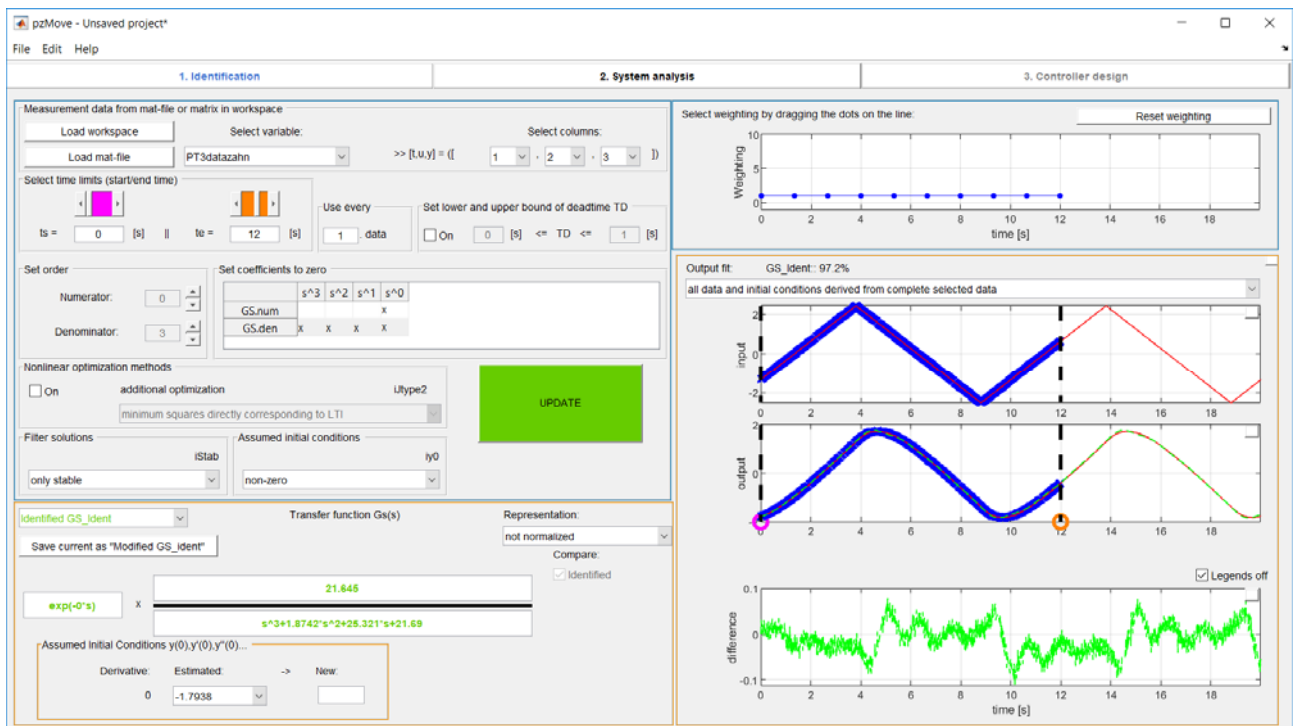 pzMove - Unsaved project*
File Edit Help
1. Identification
2. System analysis
3. Controller design
Measurement data from mat-file or matrix in workspace
Load workspace
Select variable:
Select columns:
Load mat-file
PT3datazahn
>> [t,u,y] = ([ 1 , 2 , 3 ])
Select time limits (start/end time)
ts = 0 [s] || te = 12 [s]
Use every
1 . data
Set lower and upper bound of deadtime TD
On 0 [s] <= TD <= 1 [s]
Set order
Numerator: 0
Denominator: 3
Set coefficients to zero
s^3 s^2 s^1 s^0
GS.num x
GS.den x x x x
Nonlinear optimization methods
On additional optimization iJtype2
minimum squares directly corresponding to LTI
UPDATE
Filter solutions
iStab
only stable
Assumed initial conditions
iy0
non-zero
Identified GS_Ident
Transfer function Gs(s)
Representation:
not normalized
Save current as "Modified GS_ident"
Compare:
Identified
exp(-0*s) x
21.645
s^3+1.8742*s^2+25.321*s+21.69
Assumed Initial Conditions y(0),y'(0),y''(0)...
Derivative: Estimated: -> New:
0 -1.7938
Select weighting by dragging the dots on the line:
Reset weighting
Weighting
10
5
0
0 2 4 6 8 10 12 14 16 18
time [s]
Output fit: GS_Ident:: 97.2%
all data and initial conditions derived from complete selected data
input
2
0
-2
0 2 4 6 8 10 12 14 16 18
output
2
0
0 2 4 6 8 10 12 14 16 18
Legends off
difference
0.1
0
-0.1
0 2 4 6 8 10 12 14 16 18
time [s]